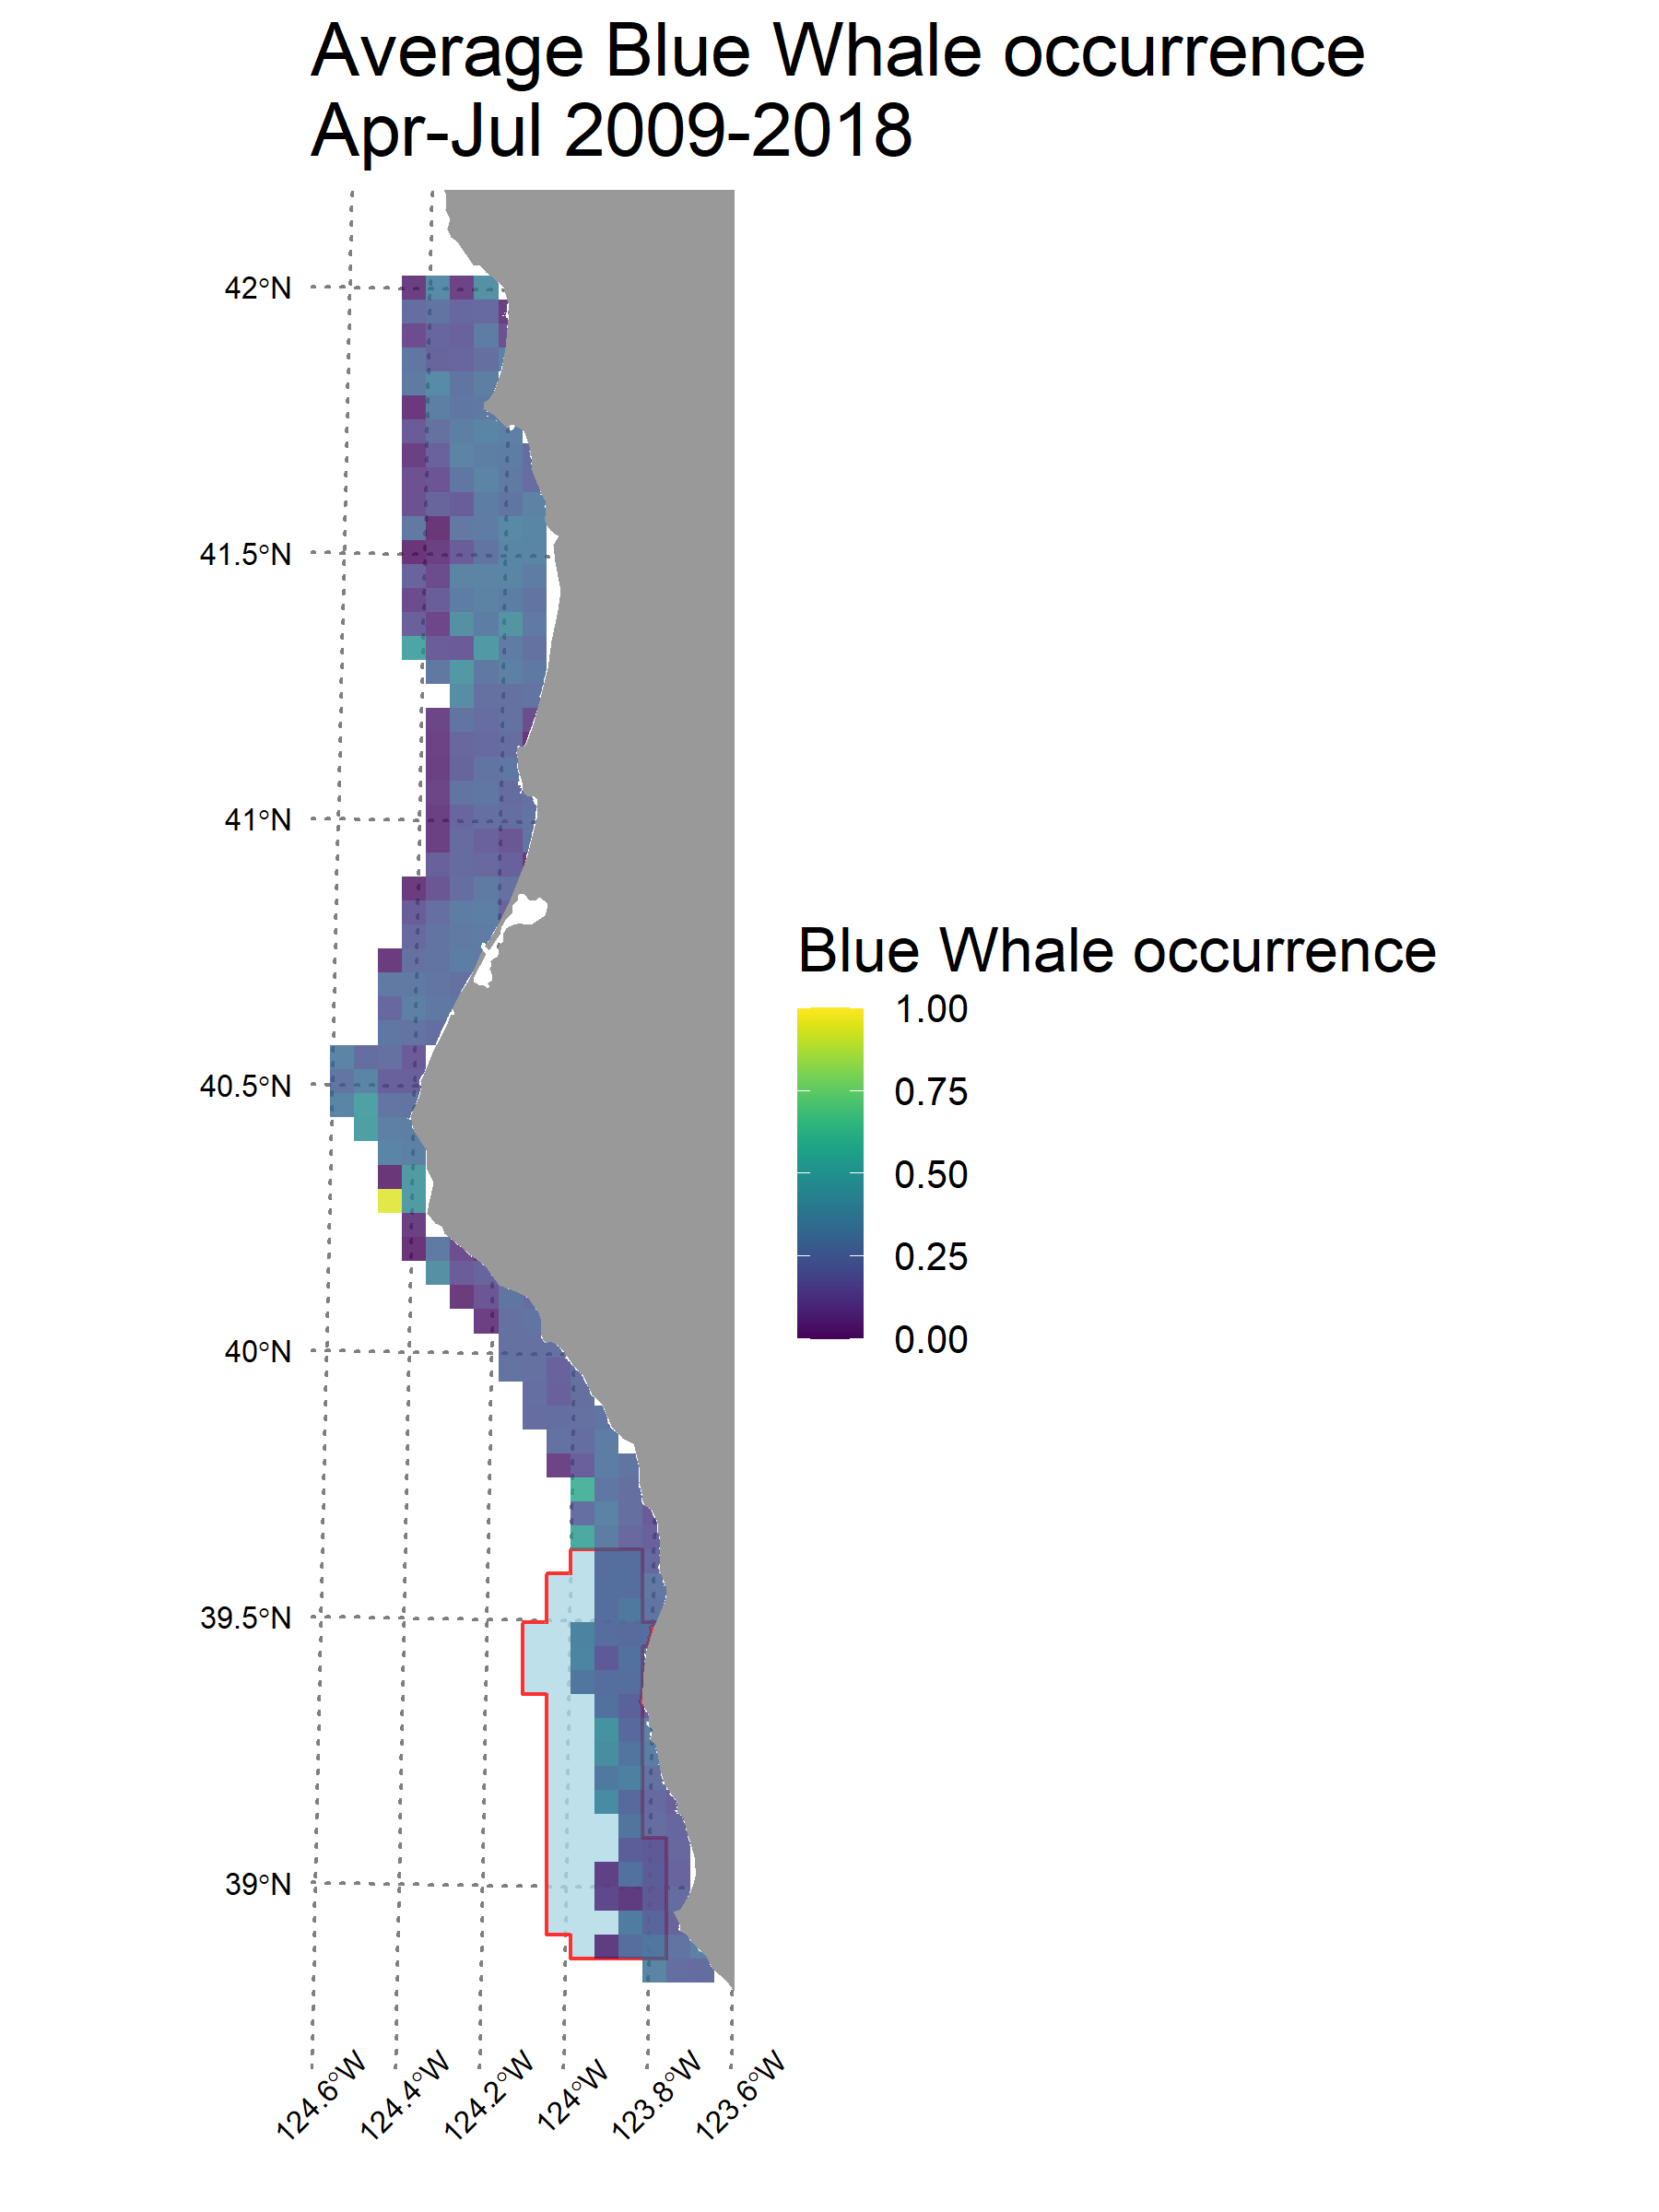 Average Blue Whale occurrence
Apr-Jul 2009-2018
42°N
41.5°N
41°N
40.5°N
40°N
39.5°N
39°N
124.6°W
124.4°W
124.2°W
124°W
123.8°W
123.6°W
Blue Whale occurrence
1.00
0.75
0.50
0.25
0.00